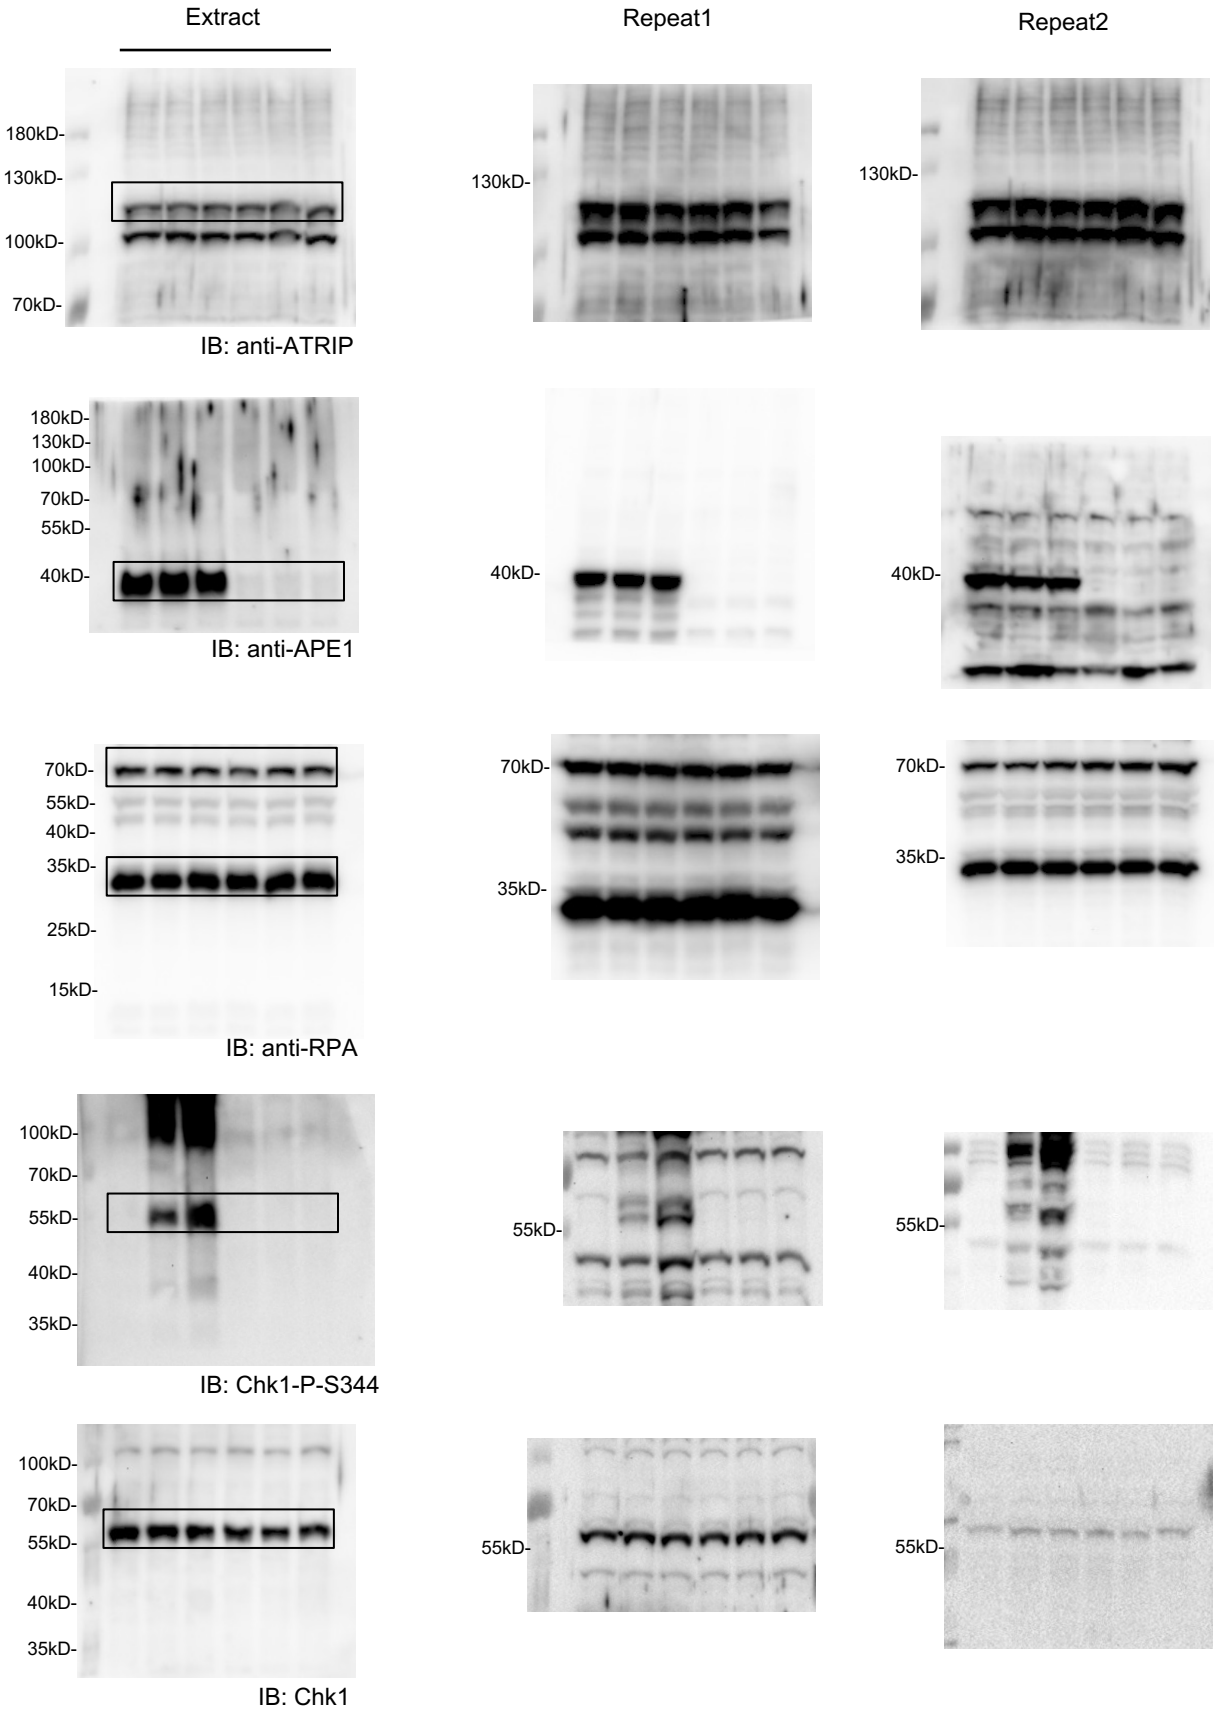 Extract
Repeat1
Repeat2
180kD-
130kD-
100kD-
70kD-
130kD-
130kD-
IB: anti-ATRIP
180kD-
130kD-
100kD-
70kD-
55kD-
40kD-
40kD-
40kD-
IB: anti-APE1
70kD-
55kD-
40kD-
35kD-
25kD-
15kD-
70kD-
35kD-
70kD-
35kD-
IB: anti-RPA
100kD-
70kD-
55kD-
40kD-
35kD-
55kD-
55kD-
IB: Chk1-P-S344
100kD-
70kD-
55kD-
40kD-
35kD-
55kD-
55kD-
IB: Chk1